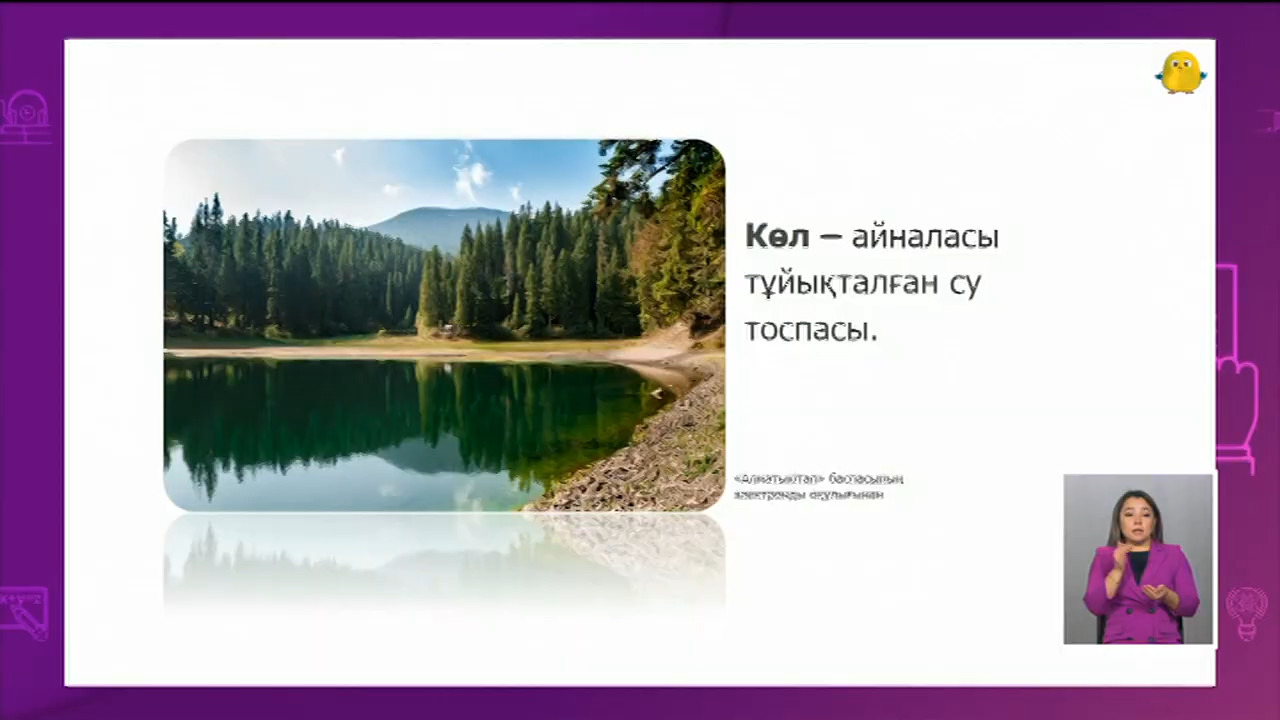 Көл – айналасы
тұйықталған су
тоспасы.
«Алматыкітап» баспасының
электронды оқулығынан